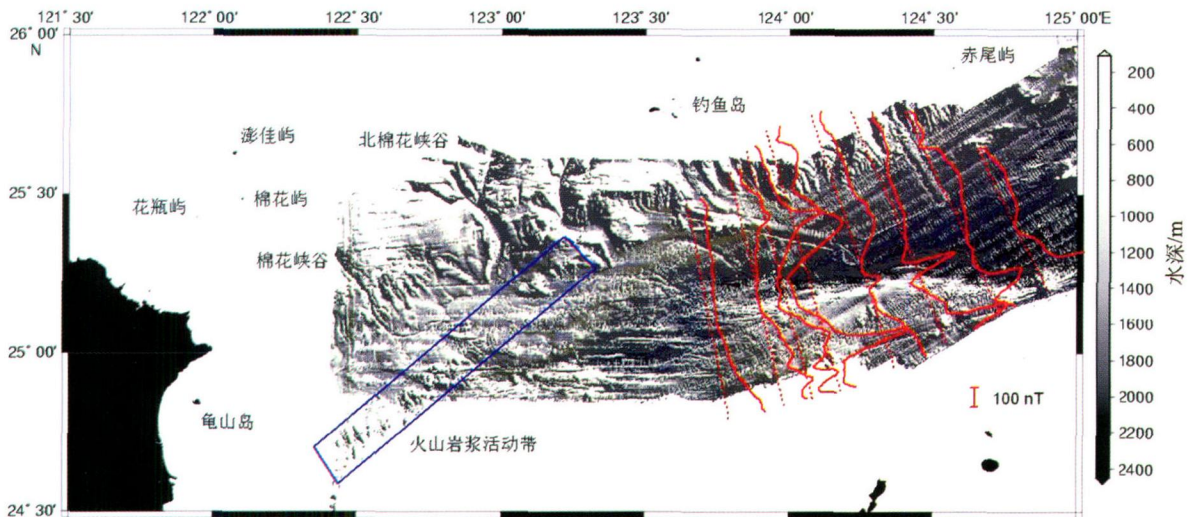 121° 30′ 122° 00′ 122° 30′ 123° 00′ 123° 30′ 124° 00′ 124° 30′ 125° 00′E
26° 00′
N
赤尾屿
200
钓鱼岛
400
澎佳屿
北棉花峡谷
600
25° 30′
800
花瓶屿
棉花屿
1000
棉花峡谷
1200
水深/m
1400
1600
25° 00′
1800
100 nT
2000
龟山岛
火山岩浆活动带
2200
2400
24° 30′